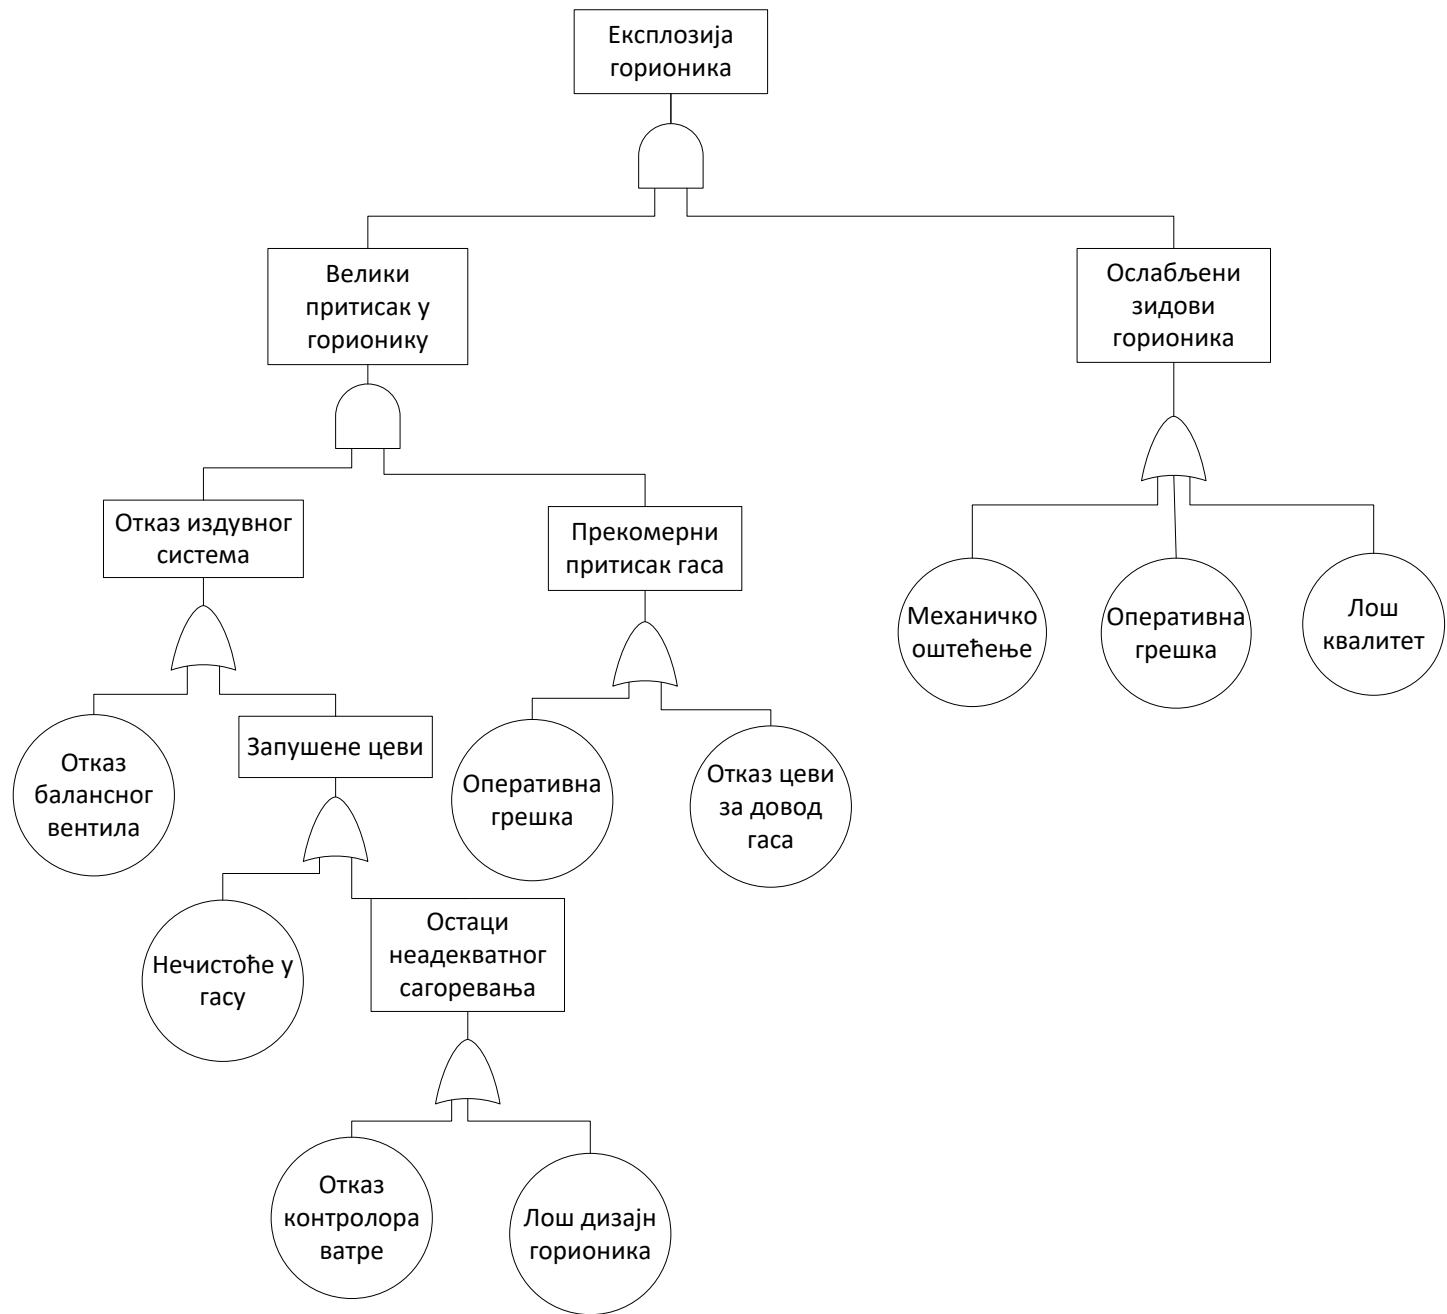 Експлозија
горионика
Велики
притисак у
горионику
Ослабљени
зидови
горионика
Отказ издувног
система
Прекомерни
притисак гаса
Механичко
оштећење
Оперативна
грешка
Лош
квалитет
Отказ
балансног
вентила
Запушене цеви
Оперативна
грешка
Отказ цеви
за довод
гаса
Нечистоће у
гасу
Остаци
неадекватног
сагоревања
Отказ
контролора
ватре
Лош дизајн
горионика